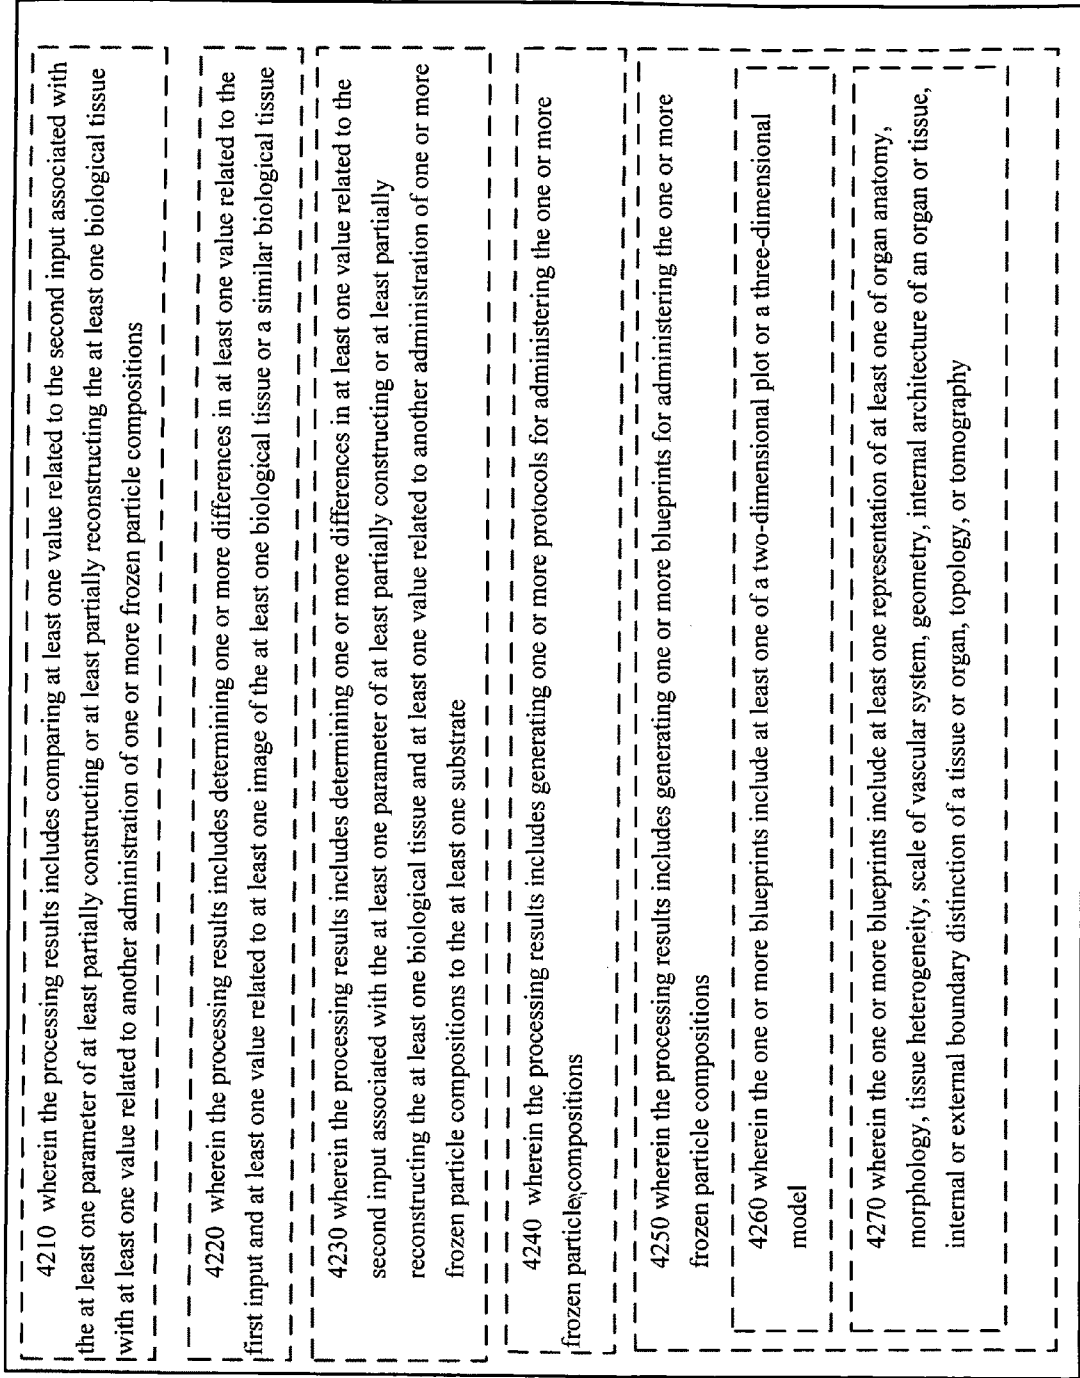 4210 wherein the processing results includes comparing at least one value related to the second input associated with
the at least one parameter of at least partially constructing or at least partially reconstructing the at least one biological tissue
with at least one value related to another administration of one or more frozen particle compositions
4220 wherein the processing results includes determining one or more differences in at least one value related to the
first input and at least one value related to at least one image of the at least one biological tissue or a similar biological tissue
4230 wherein the processing results includes determining one or more differences in at least one value related to the
second input associated with the at least one parameter of at least partially constructing or at least partially
reconstructing the at least one biological tissue and at least one value related to another administration of one or more
frozen particle compositions to the at least one substrate
4240 wherein the processing results includes generating one or more protocols for administering the one or more
frozen particle compositions
4250 wherein the processing results includes generating one or more blueprints for administering the one or more
frozen particle compositions
4260 wherein the one or more blueprints include at least one of a two-dimensional plot or a three-dimensional
model
4270 wherein the one or more blueprints include at least one representation of at least one of organ anatomy,
morphology, tissue heterogeneity, scale of vascular system, geometry, internal architecture of an organ or tissue,
internal or external boundary distinction of a tissue or organ, topology, or tomography